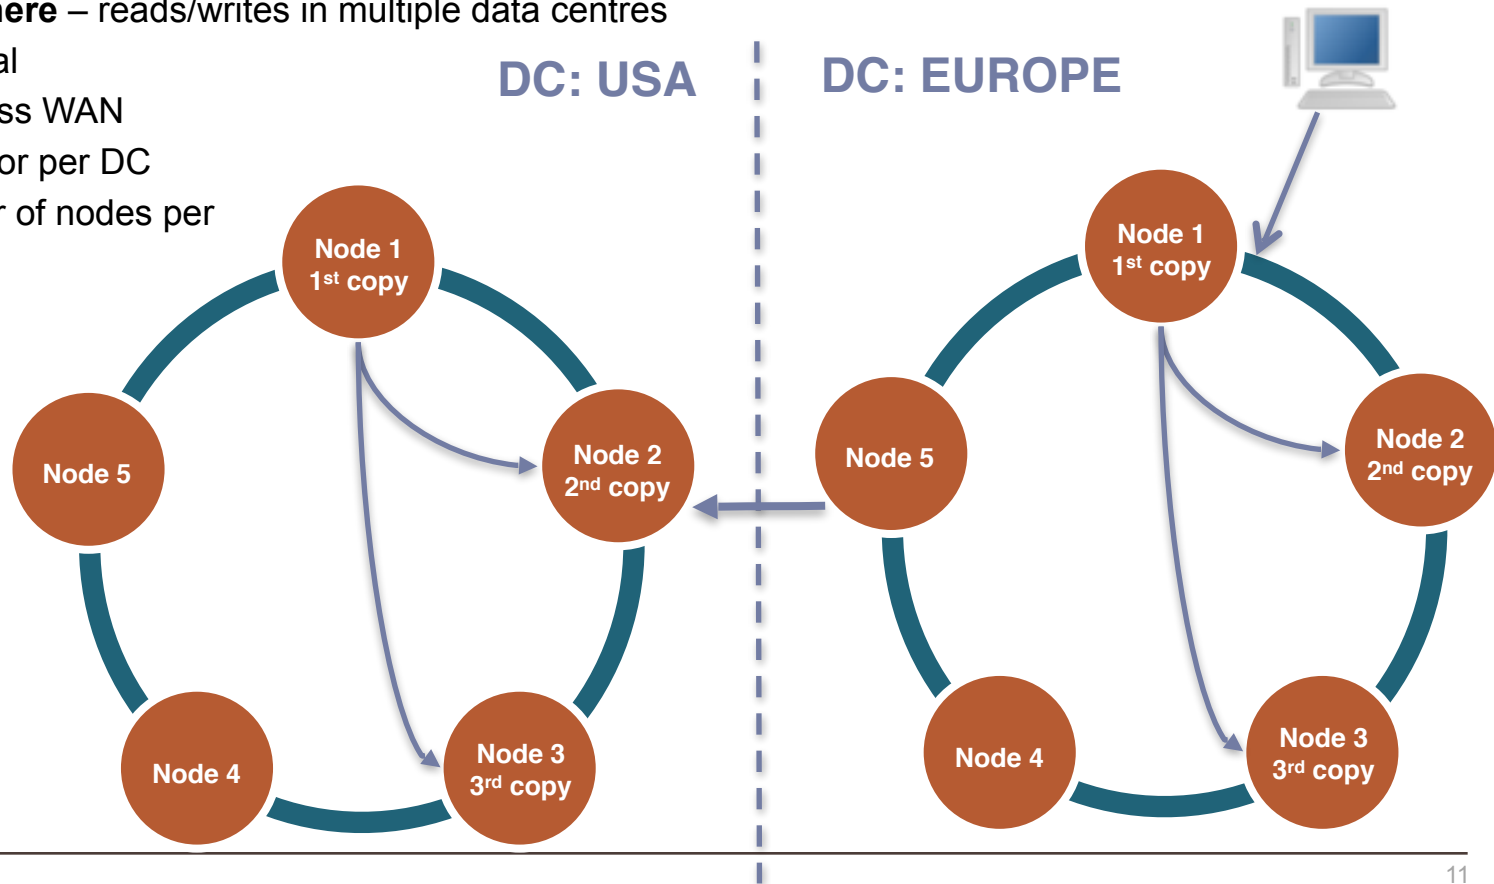 here – reads/writes in multiple data centres
al
ss WAN
or per DC
r of nodes per
DC: USA
DC: EUROPE
Node 1
1st copy
Node 2
2nd copy
Node 3
3rd copy
Node 4
Node 5
Node 1
1st copy
Node 2
2nd copy
Node 3
3rd copy
Node 4
Node 5
11